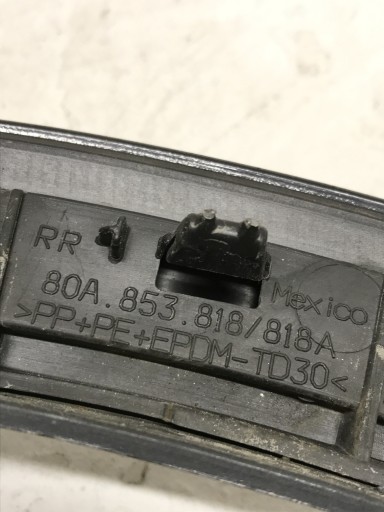 RR
Mexico
80A.853.818/818A
>PP+PE+EPDM-TD30<